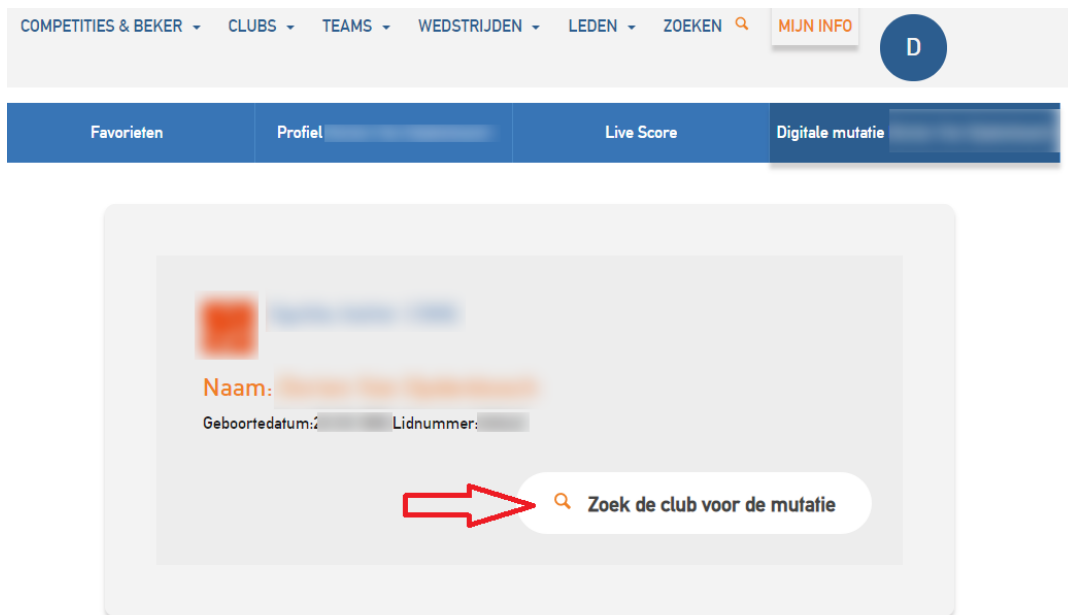 COMPETITIES & BEKER CLUBS TEAMS WEDSTRIJDEN LEDEN ZOEKEN MIJN INFO
D
Favorieten Profiel Live Score Digitale mutatie
Naam:
Geboortedatum:2 Lidnummer:
Zoek de club voor de mutatie